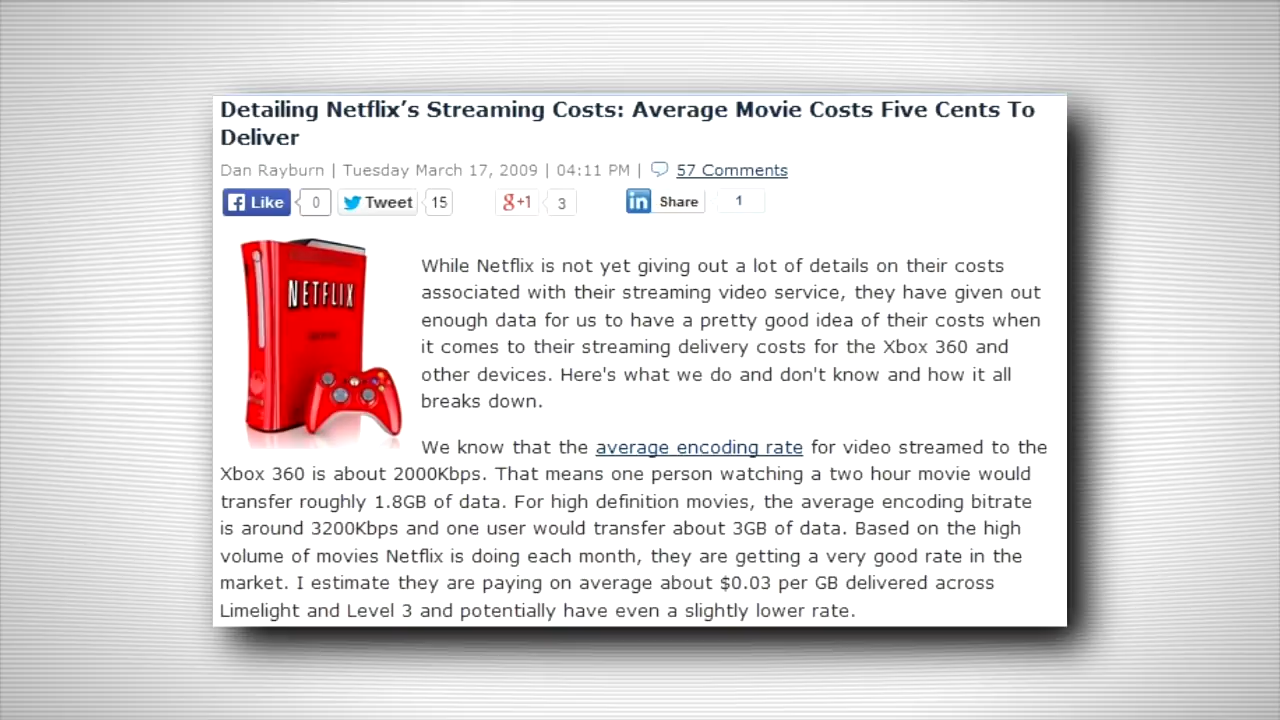 Detailing Netflix’s Streaming Costs: Average Movie Costs Five Cents To
Deliver
Dan Rayburn | Tuesday March 17, 2009 | 04:11 PM | 57 Comments
Like 0 Tweet 15 g+1 3 in Share 1
NETFLIX
While Netflix is not yet giving out a lot of details on their costs
associated with their streaming video service, they have given out
enough data for us to have a pretty good idea of their costs when
it comes to their streaming delivery costs for the Xbox 360 and
other devices. Here's what we do and don't know and how it all
breaks down.
We know that the average encoding rate for video streamed to the
Xbox 360 is about 2000Kbps. That means one person watching a two hour movie would
transfer roughly 1.8GB of data. For high definition movies, the average encoding bitrate
is around 3200Kbps and one user would transfer about 3GB of data. Based on the high
volume of movies Netflix is doing each month, they are getting a very good rate in the
market. I estimate they are paying on average about $0.03 per GB delivered across
Limelight and Level 3 and potentially have even a slightly lower rate.